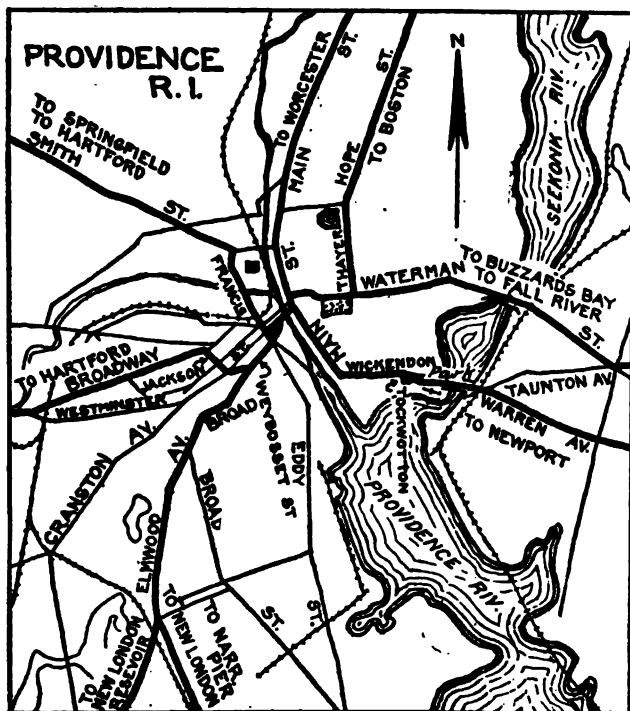 PROVIDENCE
R.I.
N
TO WORCESTER
MAIN ST.
ST.
HOPE ST.
TO BOSTON
SEEKONK RIV.
TO SPRINGFIELD
TO HARTFORD
SMITH ST.
FRANCIS ST.
THAYER
WATERMAN ST.
TO BUZZARDS BAY
TO FALL RIVER
MAIN
WICKENDON
TAUNTON AV.
WARREN AV.
TO NEWPORT
TO HARTFORD
BROADWAY
JACKSON
WESTMINSTER
CRANSTON AV.
BROAD
WEYBOSSET ST
EDDY ST.
BROAD ST.
ELMWOOD AV.
PROVIDENCE RIV.
TO NARR.
PIER
TO NEW LONDON
TO NEW LONDON
RESEVOIR